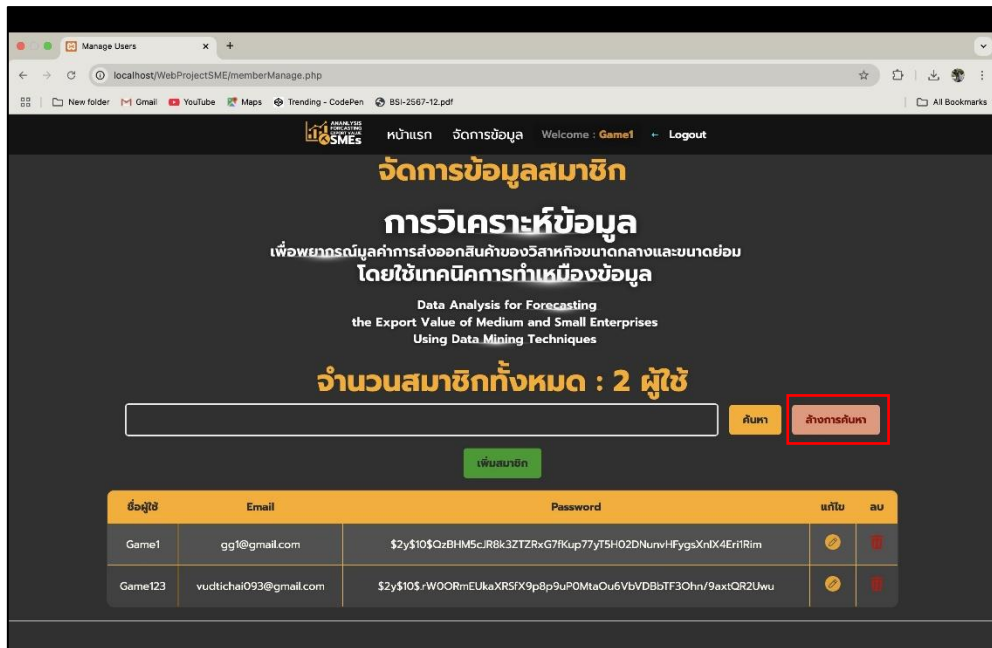 Manage Users
localhost/WebProjectSME/memberManage.php
New folder Gmail YouTube Maps Trending - CodePen BSI-2567-12.pdf All Bookmarks
ANANLYSIS
FORECASTING
EXPORT VALUE
SMEs
หน้าแรก จัดการข้อมูล Welcome : Game1 ← Logout
จัดการข้อมูลสมาชิก
การวิเคราะห์ข้อมูล
เพื่อพยากรณ์มูลค่าการส่งออกสินค้าของวิสาหกิจขนาดกลางและขนาดย่อม
โดยใช้เทคนิคการทำเหมืองข้อมูล
Data Analysis for Forecasting
the Export Value of Medium and Small Enterprises
Using Data Mining Techniques
จำนวนสมาชิกทั้งหมด : 2 ผู้ใช้
ค้นหา ล้างการค้นหา
เพิ่มสมาชิก
ชื่อผู้ใช้ Email Password แก้ไข ลบ
Game1 gg1@gmail.com
Game123 vudtichai093@gmail.com